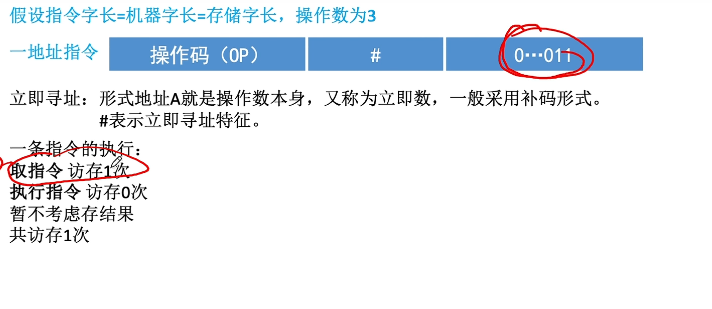 假设指令字长=机器字长=存储字长，操作数为3
一地址指令 操作码（OP） # 0…011
立即寻址：形式地址A就是操作数本身，又称为立即数，一般采用补码形式。
#表示立即寻址特征。
一条指令的执行：
取指令 访存1次
执行指令 访存0次
暂不考虑存结果
共访存1次